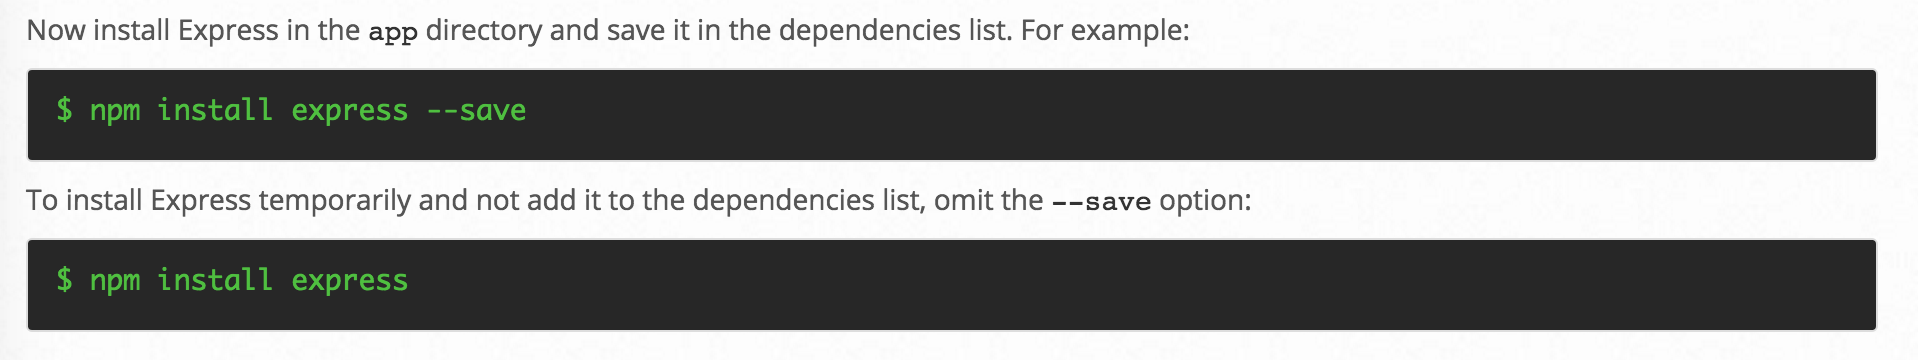 Now install Express in the app directory and save it in the dependencies list. For example:
$ npm install express --save
To install Express temporarily and not add it to the dependencies list, omit the --save option:
$ npm install express